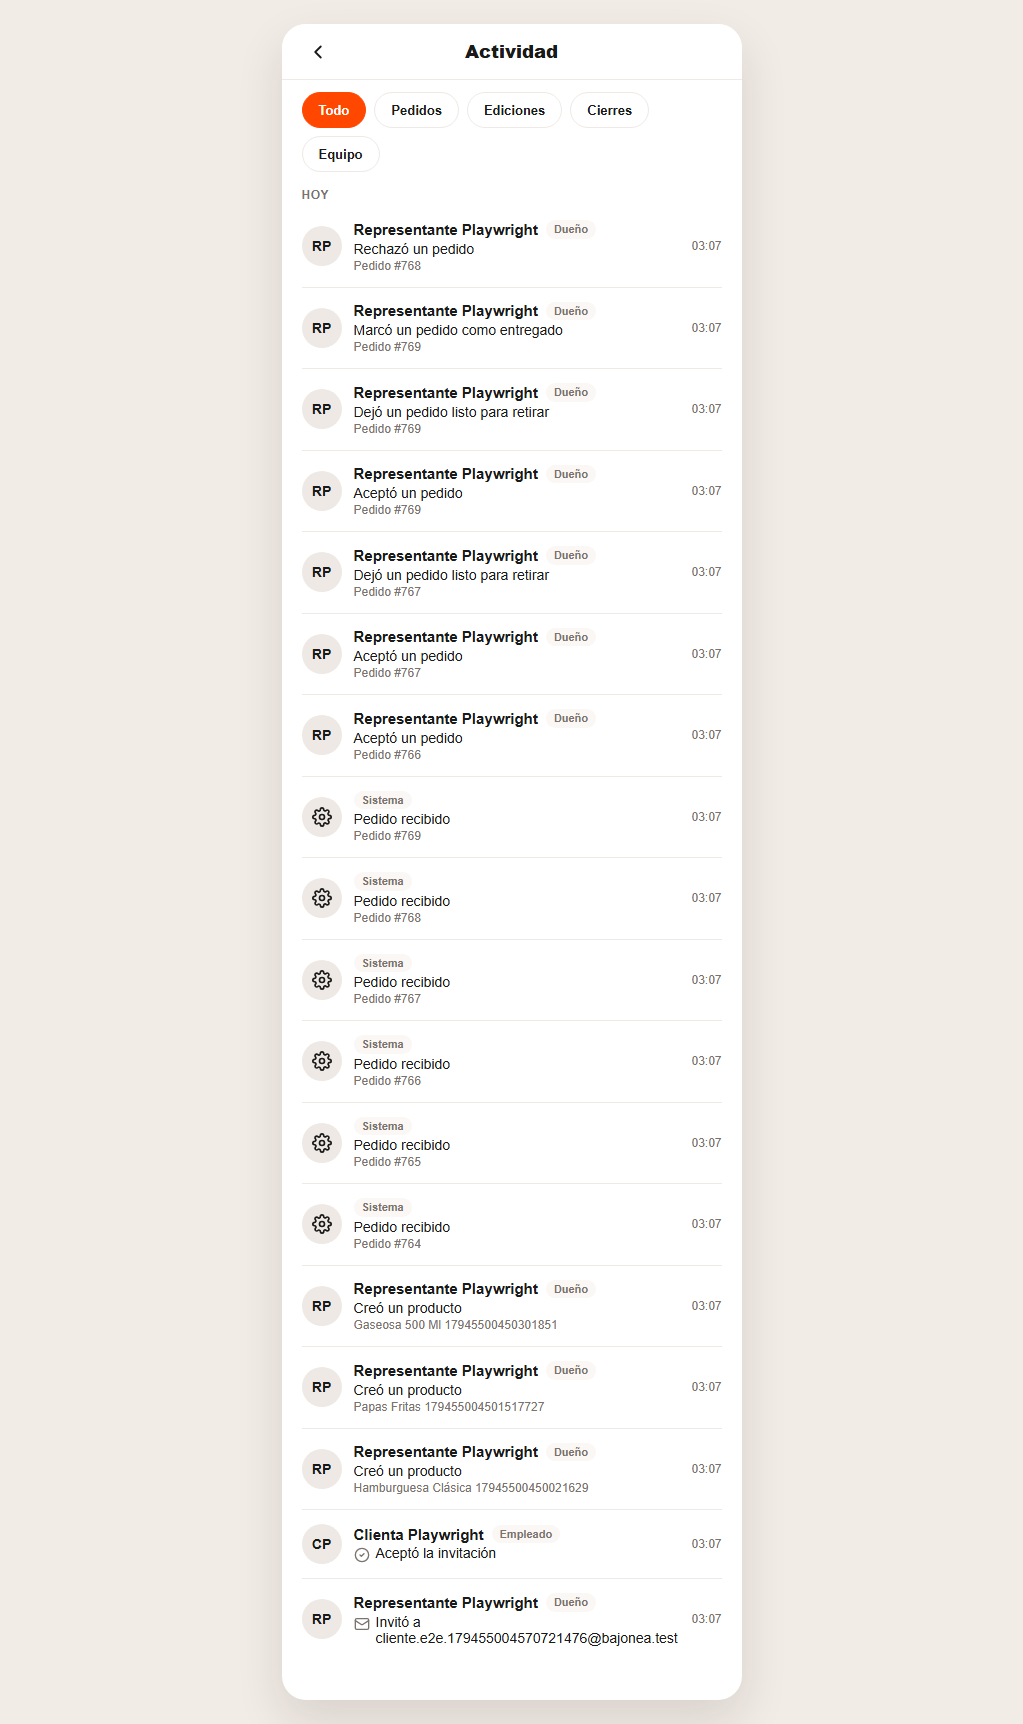 Actividad
Todo
Pedidos
Ediciones
Cierres
Equipo
HOY
RP
Representante Playwright Dueño
Rechazó un pedido
Pedido #768
03:07
RP
Representante Playwright Dueño
Marcó un pedido como entregado
Pedido #769
03:07
RP
Representante Playwright Dueño
Dejó un pedido listo para retirar
Pedido #769
03:07
RP
Representante Playwright Dueño
Aceptó un pedido
Pedido #769
03:07
RP
Representante Playwright Dueño
Dejó un pedido listo para retirar
Pedido #767
03:07
RP
Representante Playwright Dueño
Aceptó un pedido
Pedido #767
03:07
RP
Representante Playwright Dueño
Aceptó un pedido
Pedido #766
03:07
Sistema
Pedido recibido
Pedido #769
03:07
Sistema
Pedido recibido
Pedido #768
03:07
Sistema
Pedido recibido
Pedido #767
03:07
Sistema
Pedido recibido
Pedido #766
03:07
Sistema
Pedido recibido
Pedido #765
03:07
Sistema
Pedido recibido
Pedido #764
03:07
RP
Representante Playwright Dueño
Creó un producto
Gaseosa 500 Ml 17945500450301851
03:07
RP
Representante Playwright Dueño
Creó un producto
Papas Fritas 179455004501517727
03:07
RP
Representante Playwright Dueño
Creó un producto
Hamburguesa Clásica 17945500450021629
03:07
CP
Clienta Playwright Empleado
Aceptó la invitación
03:07
RP
Representante Playwright Dueño
Invitó a
cliente.e2e.179455004570721476@bajonea.test
03:07